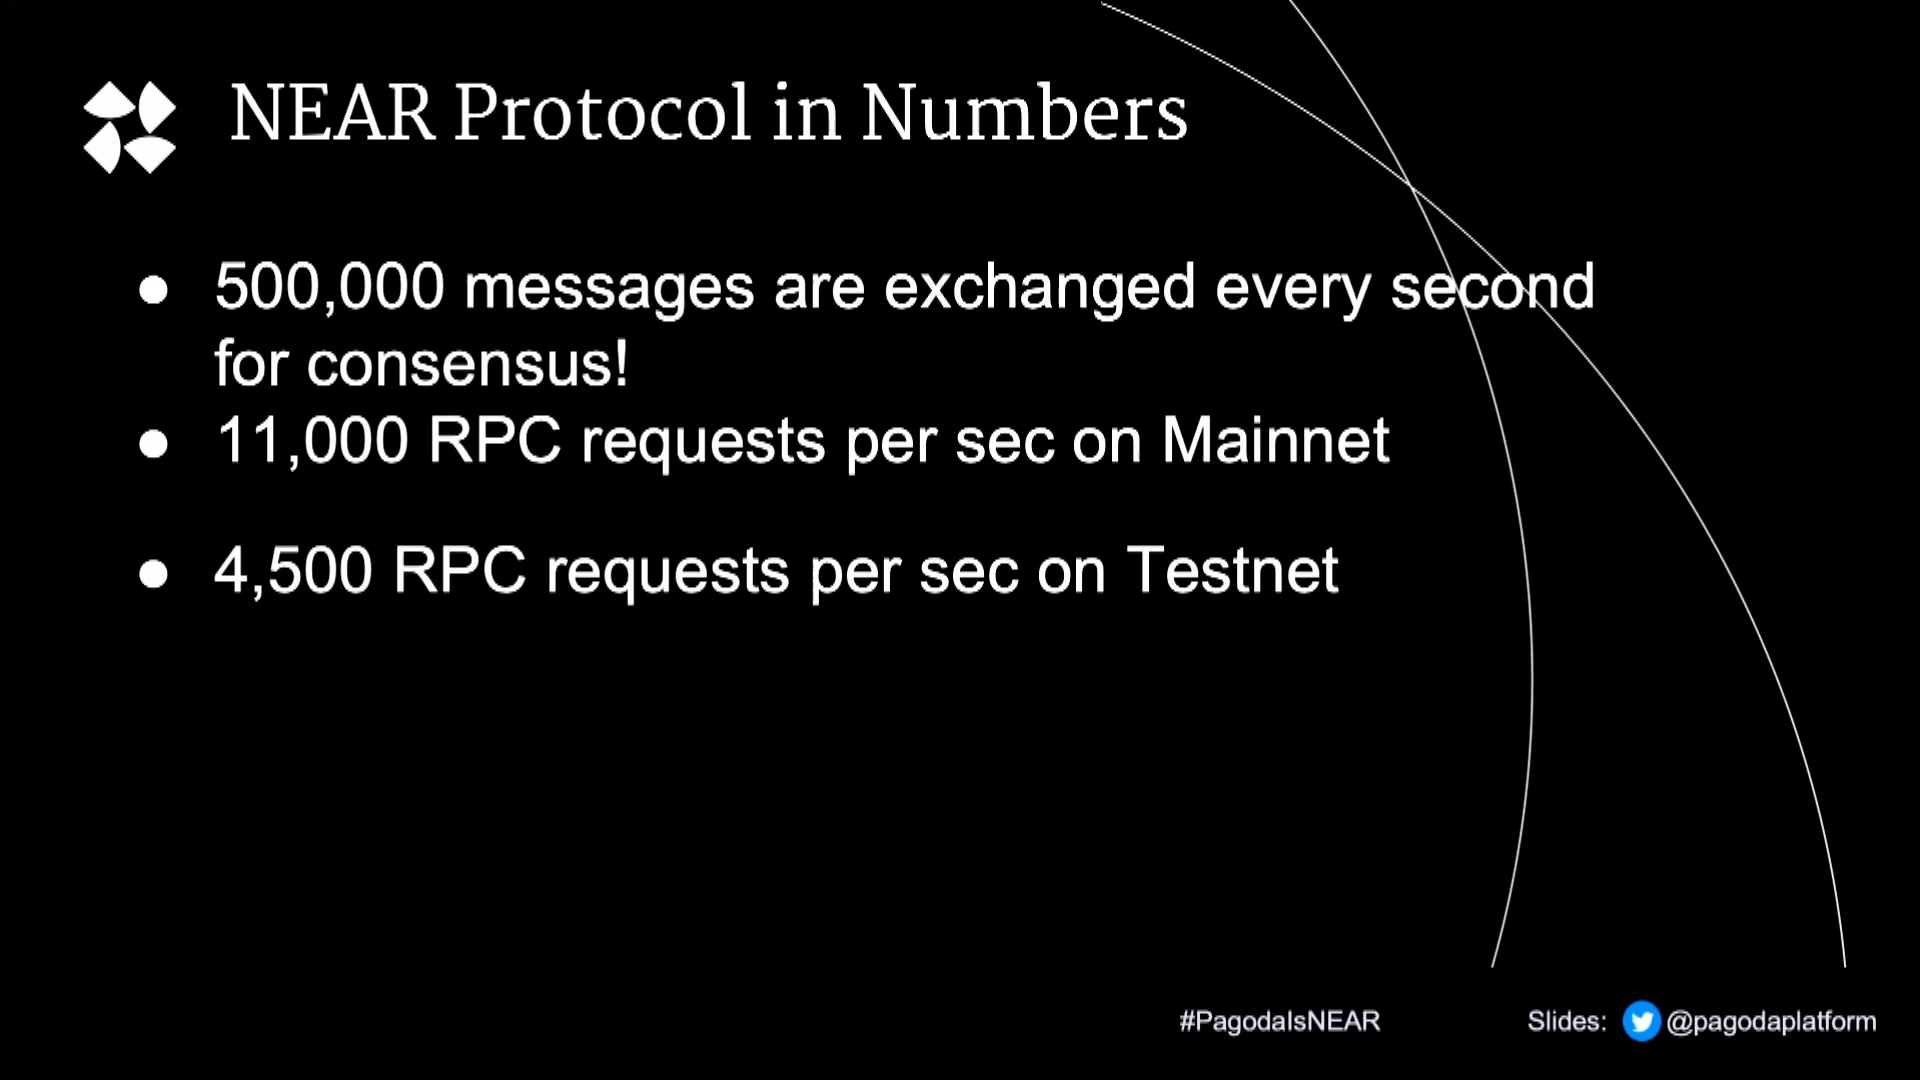 NEAR Protocol in Numbers
● 500,000 messages are exchanged every second
for consensus!
● 11,000 RPC requests per sec on Mainnet
● 4,500 RPC requests per sec on Testnet
#PagodaIsNEAR
Slides: @pagodaplatform